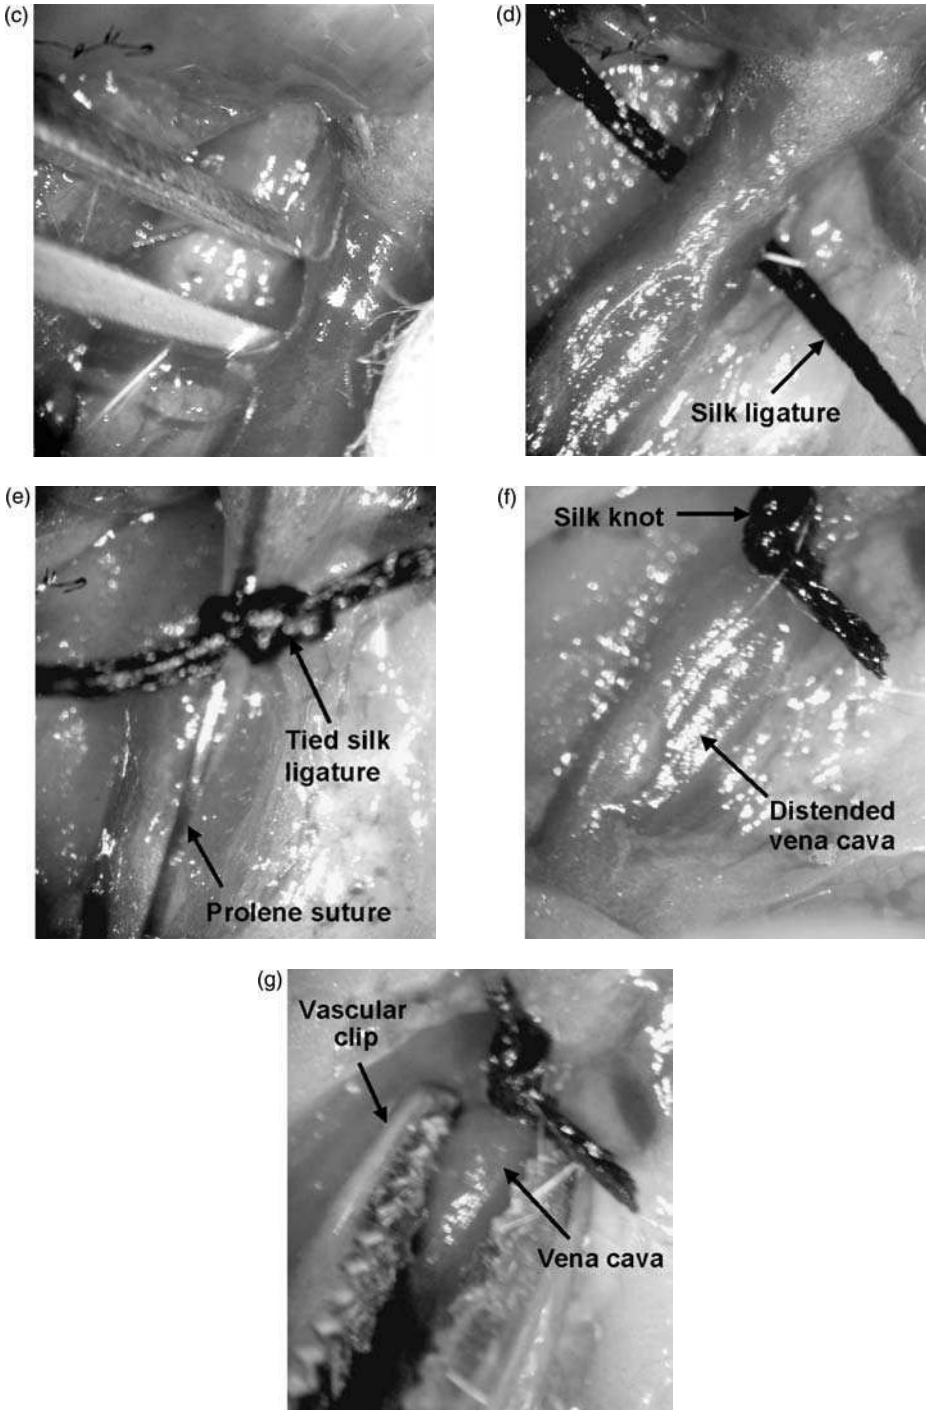 (c)
(d)
Silk ligature
(e)
Tied silk
ligature
Prolene suture
(f)
Silk knot
Distended
vena cava
(g)
Vascular
clip
Vena cava